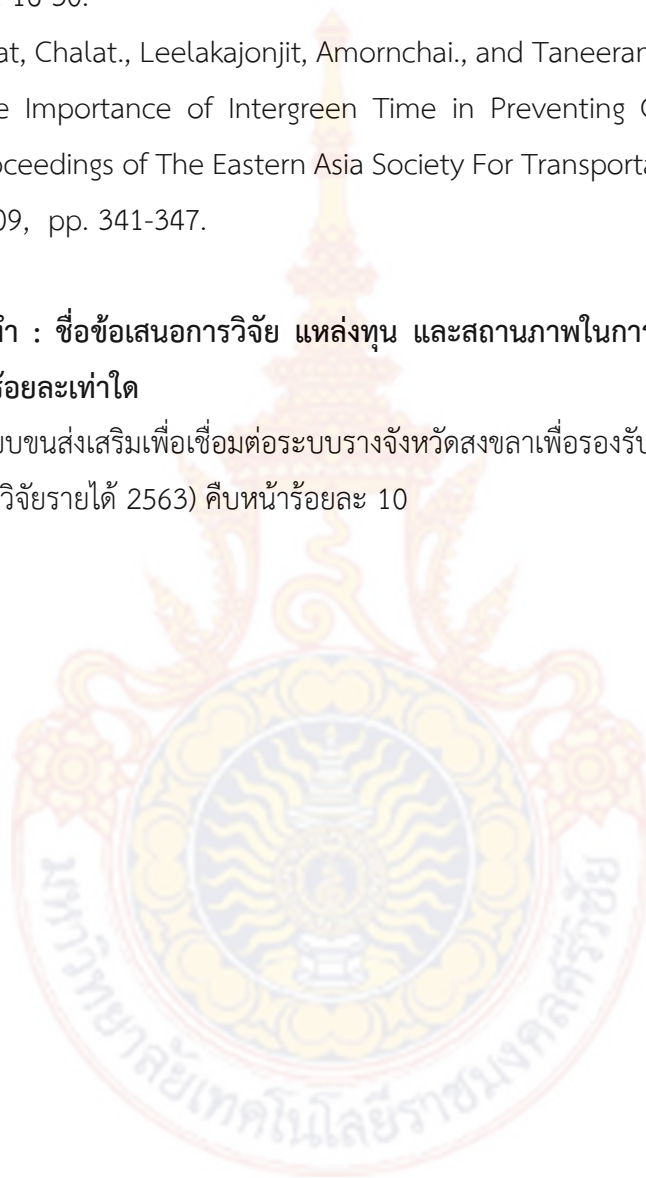 16-30.
at, Chalat., Leelakajonjit, Amornchai., and Taneeran
e Importance of Intergreen Time in Preventing
oceedings of The Eastern Asia Society For Transporta
09, pp. 341-347.
ทำ : ชื่อข้อเสนอการวิจัย แหล่งทุน และสถานภาพในการ
ร้อยละเท่าใด
บบขนส่งเสริมเพื่อเชื่อมต่อระบบรางจังหวัดสงขลาเพื่อรองรับ
วิจัยรายได้ 2563) คืบหน้าร้อยละ 10
มหาวิทยาลัยเทคโนโลยีราชมงคลศรีวิชัย